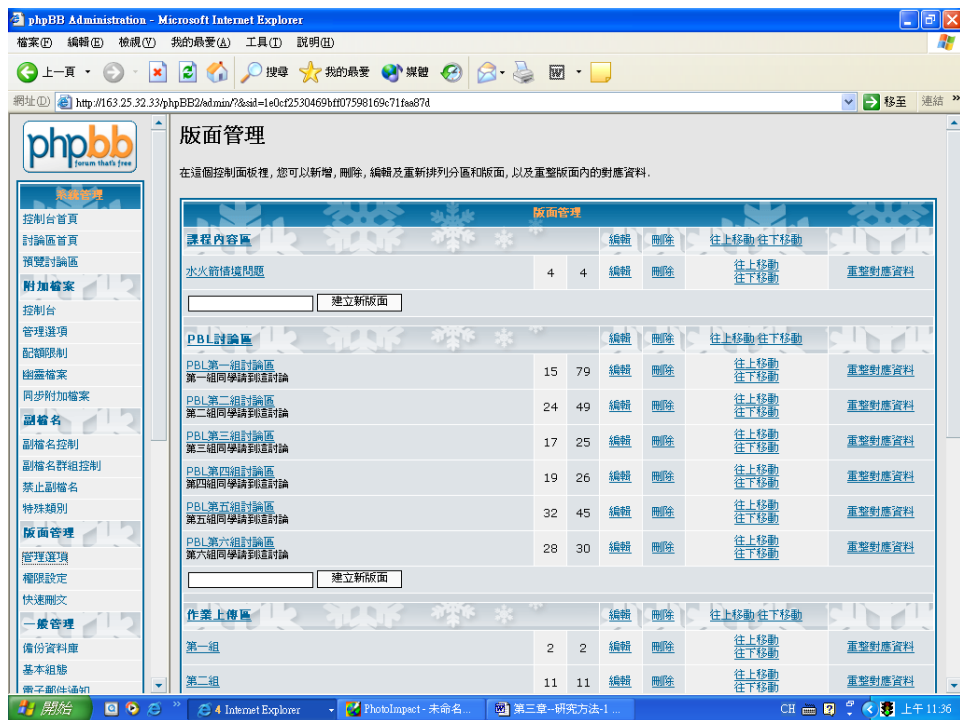 phpBB Administration - Microsoft Internet Explorer
檔案(F) 編輯(E) 檢視(V) 我的最愛(A) 工具(T) 說明(H)
上一頁 搜尋 我的最愛 媒體
網址(D) http://163.25.32.33/phpBB2/admin/?&sid=1e0cf2530469bff07598169c71faa87d 移至 連結 »
phpbb
forum that's free
系統管理
控制台首頁
討論區首頁
預覽討論區
附加檔案
控制台
管理選項
配額限制
幽靈檔案
同步附加檔案
副檔名
副檔名控制
副檔名群組控制
禁止副檔名
特殊類別
版面管理
管理選項
權限設定
快速刪文
一般管理
備份資料庫
基本組態
電子郵件通知
版面管理
在這個控制面板裡, 您可以新增, 刪除, 編輯及重新排列分區和版面, 以及重整版面內的對應資料.
版面管理
課程內容區 編輯 刪除 往上移動 往下移動
水火箭情境問題 4 4 編輯 刪除 往上移動 往下移動 重整對應資料
建立新版面
PBL討論區 編輯 刪除 往上移動 往下移動
PBL第一組討論區 15 79 編輯 刪除 往上移動 往下移動 重整對應資料
第一組同學請到這討論
PBL第二組討論區 24 49 編輯 刪除 往上移動 往下移動 重整對應資料
第二組同學請到這討論
PBL第三組討論區 17 25 編輯 刪除 往上移動 往下移動 重整對應資料
第三組同學請到這討論
PBL第四組討論區 19 26 編輯 刪除 往上移動 往下移動 重整對應資料
第四組同學請到這討論
PBL第五組討論區 32 45 編輯 刪除 往上移動 往下移動 重整對應資料
第五組同學請到這討論
PBL第六組討論區 28 30 編輯 刪除 往上移動 往下移動 重整對應資料
第六組同學請到這討論
建立新版面
作業上傳區 編輯 刪除 往上移動 往下移動
第一組 2 2 編輯 刪除 往上移動 往下移動 重整對應資料
第二組 11 11 編輯 刪除 往上移動 往下移動 重整對應資料
開始 » 4 Internet Explorer PhotoImpact - 未命名... 第三章--研究方法-1 ... CH 上午 11:36